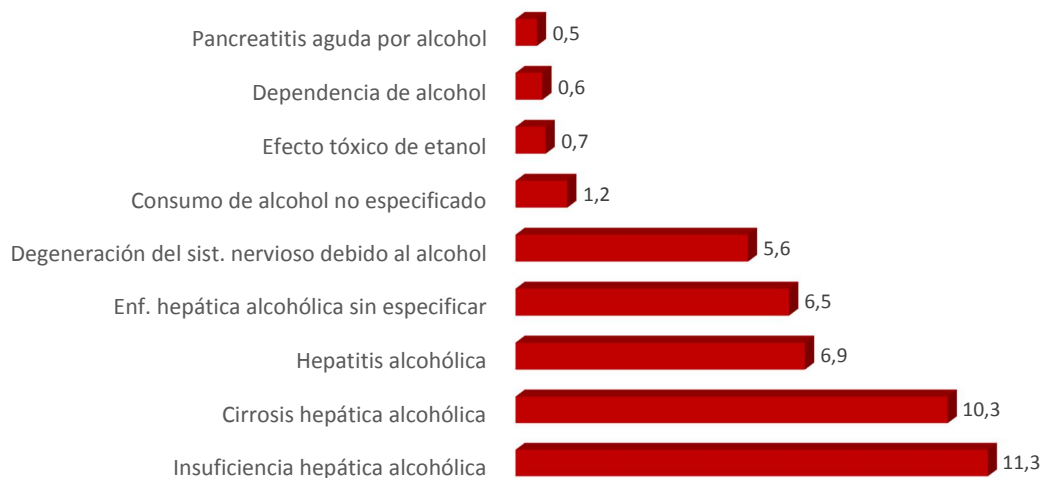 Pancreatitis aguda por alcohol 0,5
Dependencia de alcohol 0,6
Efecto tóxico de etanol 0,7
Consumo de alcohol no especificado 1,2
Degeneración del sist. nervioso debido al alcohol 5,6
Enf. hepática alcohólica sin especificar 6,5
Hepatitis alcohólica 6,9
Cirrosis hepática alcohólica 10,3
Insuficiencia hepática alcohólica 11,3